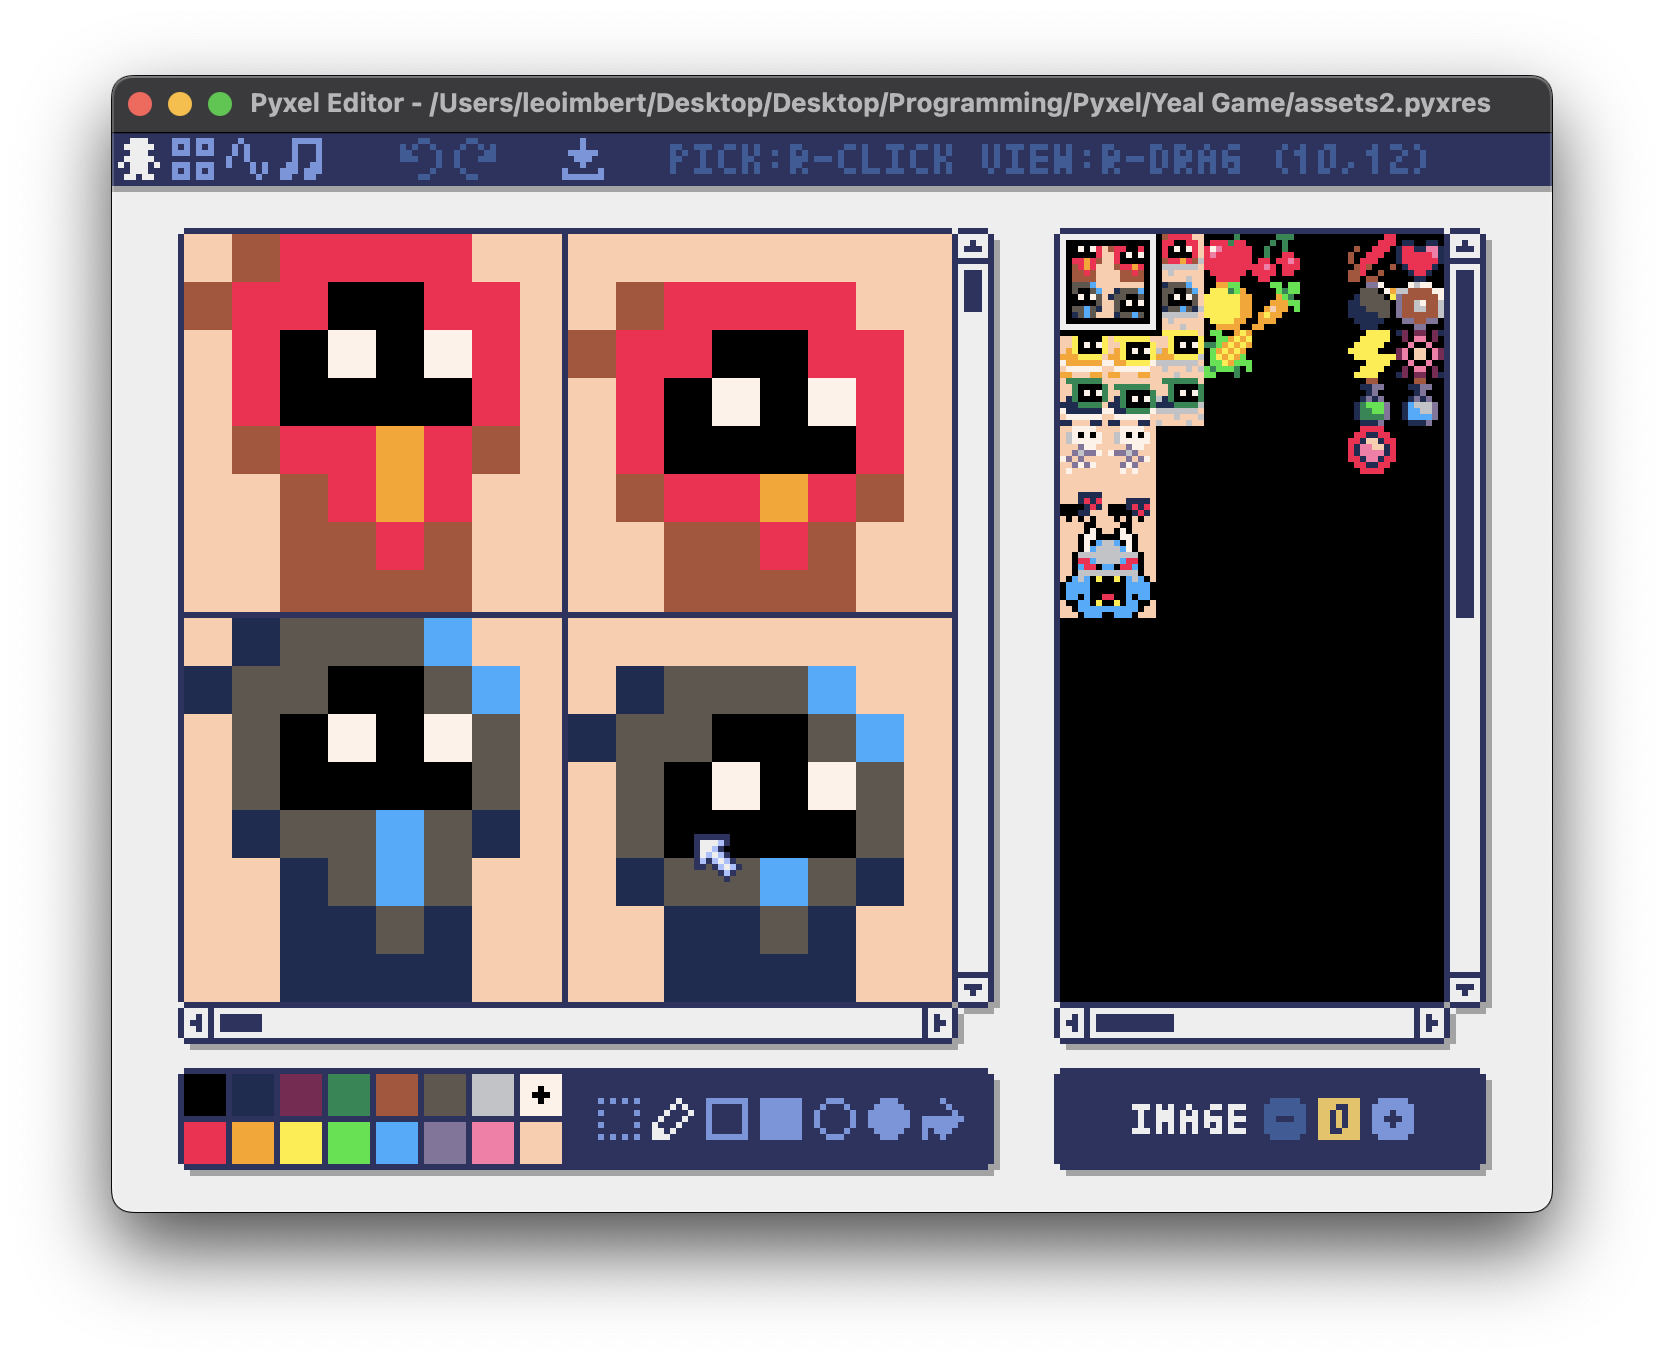 Pyxel Editor - /Users/leoimbert/Desktop/Desktop/Programming/Pyxel/Yeal Game/assets2.pyxres
PICK:R-CLICK VIEW:R-DRAG (10,12)
IMAGE - 0 +